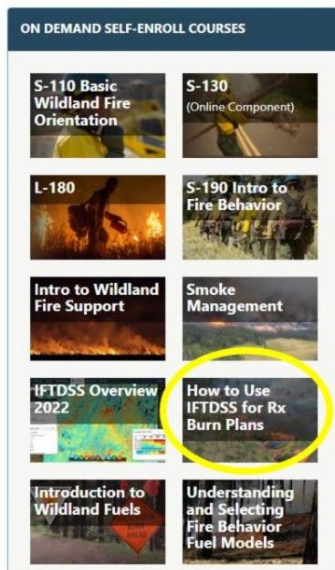 ON DEMAND SELF-ENROLL COURSES
S-110 Basic
Wildland Fire
Orientation
S-130
(Online Component)
L-180
S-190 Intro to
Fire Behavior
Intro to Wildland
Fire Support
Smoke
Management
IFTDSS Overview
2022
How to Use
IFTDSS for Rx
Burn Plans
Introduction to
Wildland Fuels
Understanding
and Selecting
Fire Behavior
Fuel Models